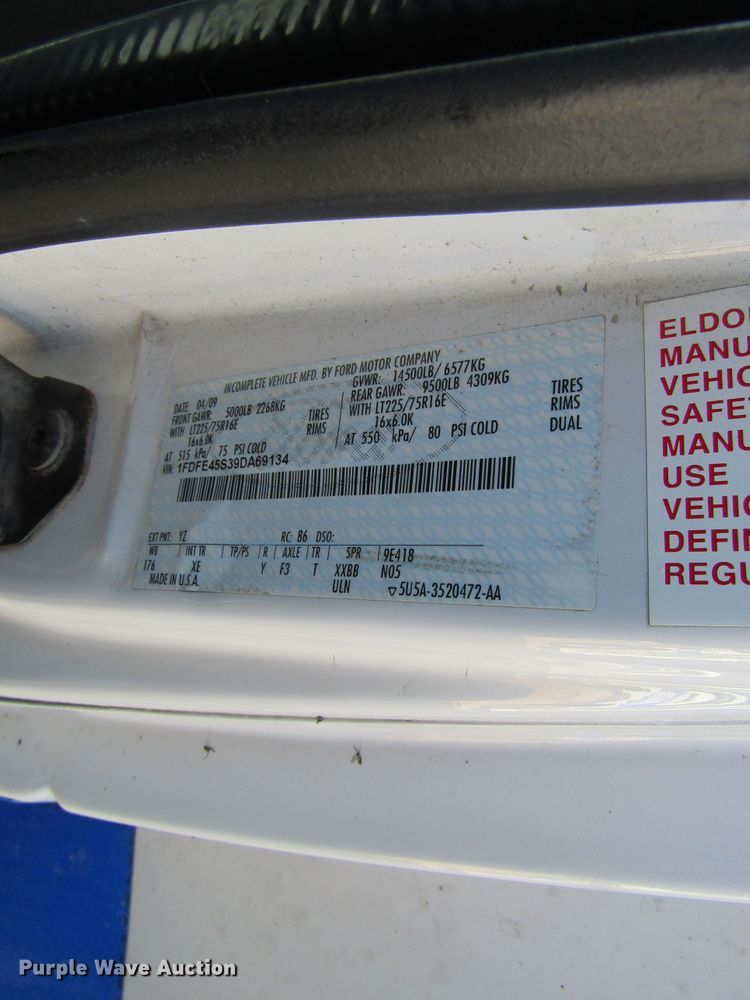 INCOMPLETE VEHICLE MFD. BY FORD MOTOR COMPANY
DATE: 04/09 GVWR: 14500LB/ 6577KG
FRONT GAWR: 5000LB 2268KG REAR GAWR: 9500LB 4309KG
WITH LT225/75R16E TIRES WITH LT225/75R16E TIRES
16x6.0K RIMS 16x6.0K RIMS
AT 515 kPa/ 75 PSI COLD AT 550 kPa/ 80 PSI COLD DUAL
VIN: 1FDFE45S39DA69134
EXT PNT: YZ RC: 86 DSO:
WB INT TR TP/PS R AXLE TR SPR 9E418
176 XE Y F3 T XXBB N05
MADE IN U.S.A. ULN 5U5A-3520472-AA
ELDO
MANU
VEHIC
SAFE
MANU
USE
VEHIC
DEFIN
REGU
Purple Wave Auction